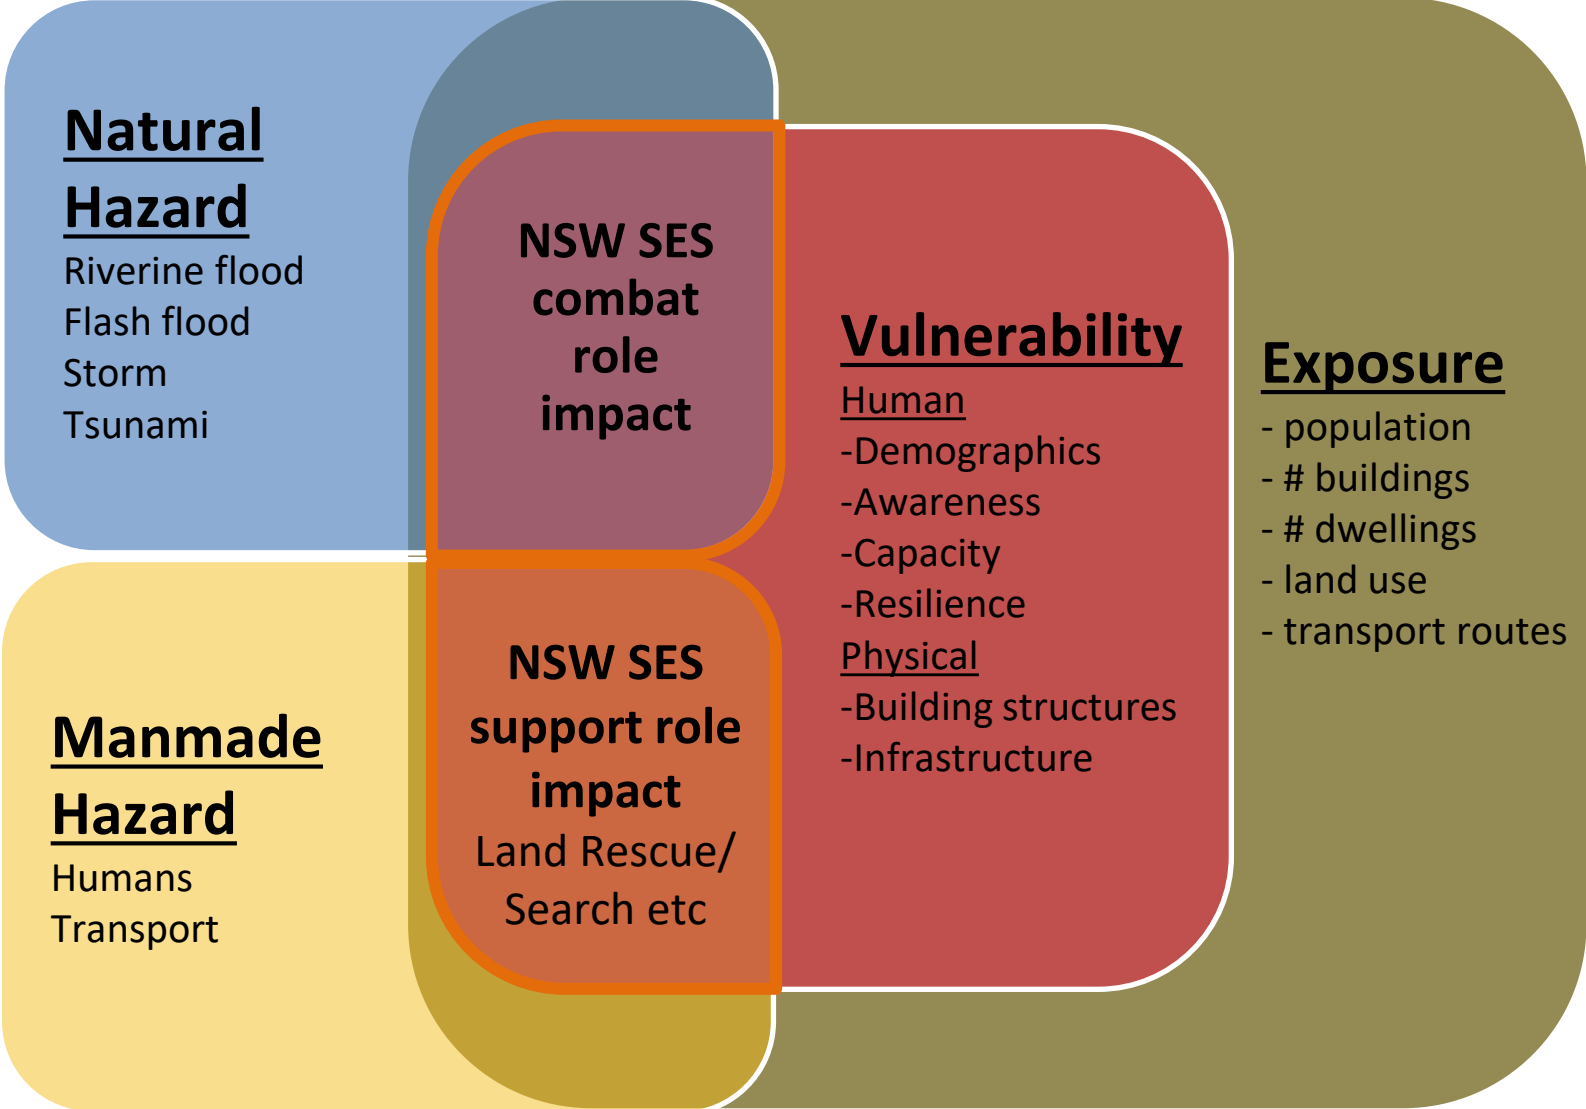 Natural
Hazard
Riverine flood
Flash flood
Storm
Tsunami
NSW SES
combat
role
impact
Manmade
Hazard
Humans
Transport
NSW SES
support role
impact
Land Rescue/
Search etc
Vulnerability
Human
-Demographics
-Awareness
-Capacity
-Resilience
Physical
-Building structures
-Infrastructure
Exposure
- population
- # buildings
- # dwellings
- land use
- transport routes